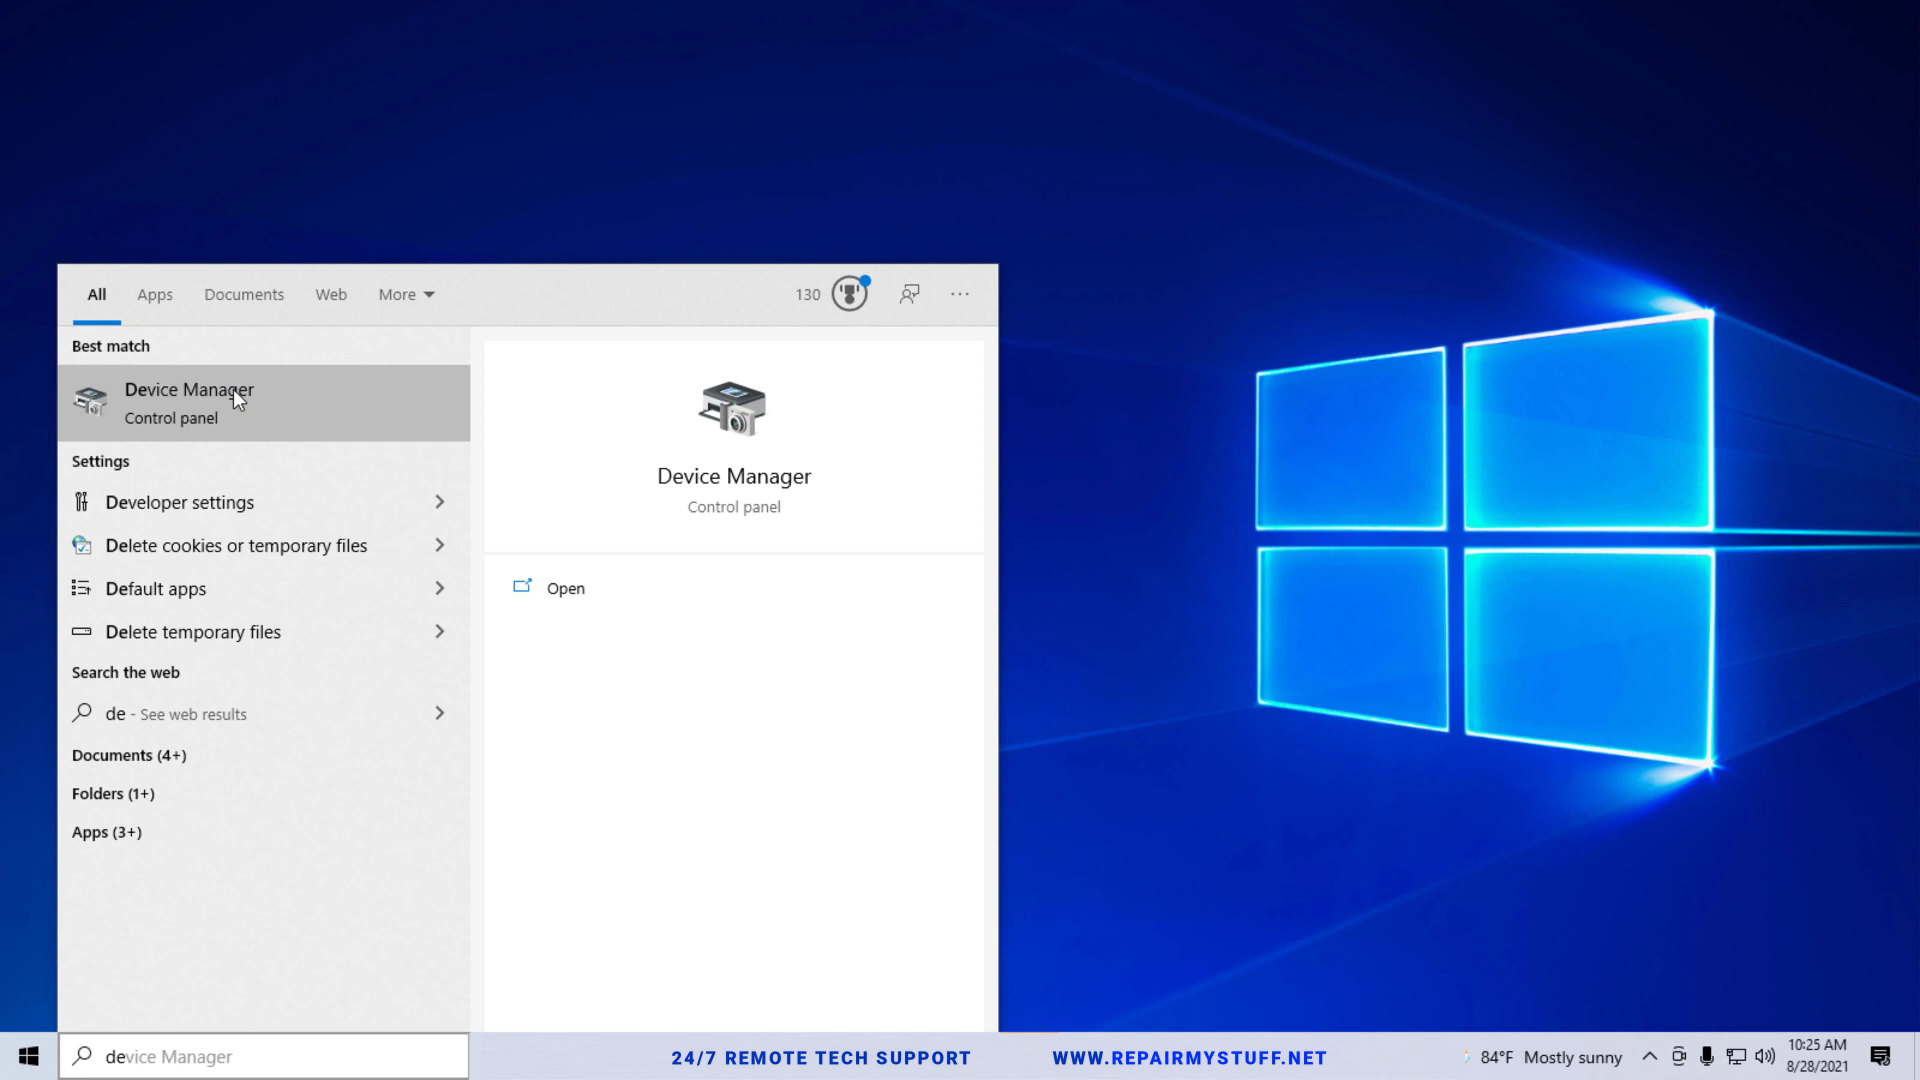 All Apps Documents Web More 130
Best match
Device Manager
Control panel
Settings
Developer settings
Delete cookies or temporary files
Default apps
Delete temporary files
Search the web
de - See web results
Documents (4+)
Folders (1+)
Apps (3+)
Device Manager
Control panel
Open
device Manager
24/7 REMOTE TECH SUPPORT WWW.REPAIRMYSTUFF.NET
84°F Mostly sunny
10:25 AM
8/28/2021